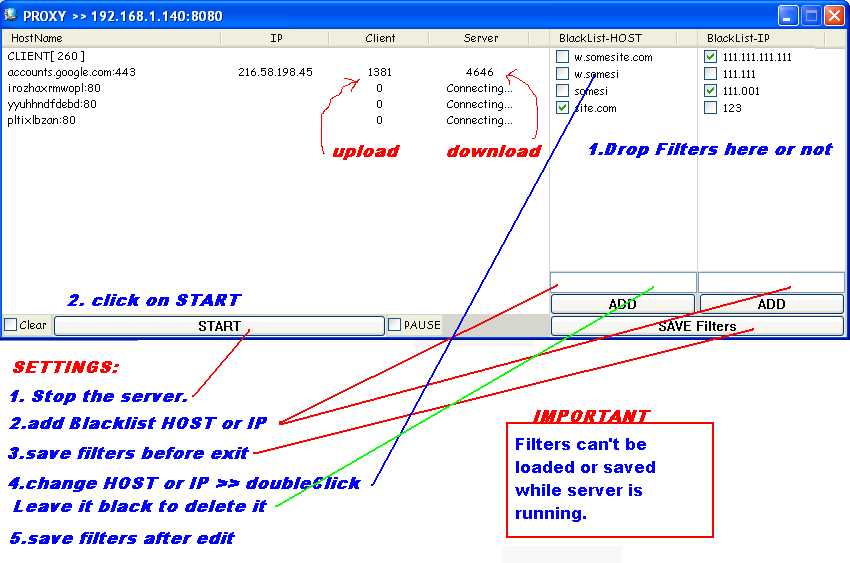 PROXY >> 192.168.1.140:8080
HostName IP Client Server BlackList-HOST BlackList-IP
CLIENT[ 260 ]
accounts.google.com:443 216.58.198.45 1381 4646
irozhaxrmwopl:80 0 Connecting...
yyuhhndfdebd:80 0 Connecting...
pltixlbzan:80 0 Connecting...
w.somesite.com
w.somesi
somesi
site.com
111.111.111.111
111.111
111.001
123
upload download
1.Drop Filters here or not
2. click on START
ADD ADD
Clear START PAUSE SAVE Filters
SETTINGS:
1. Stop the server.
2.add Blacklist HOST or IP
3.save filters before exit
4.change HOST or IP >> doubleClick
Leave it black to delete it
5.save filters after edit
IMPORTANT
Filters can't be
loaded or saved
while server is
running.